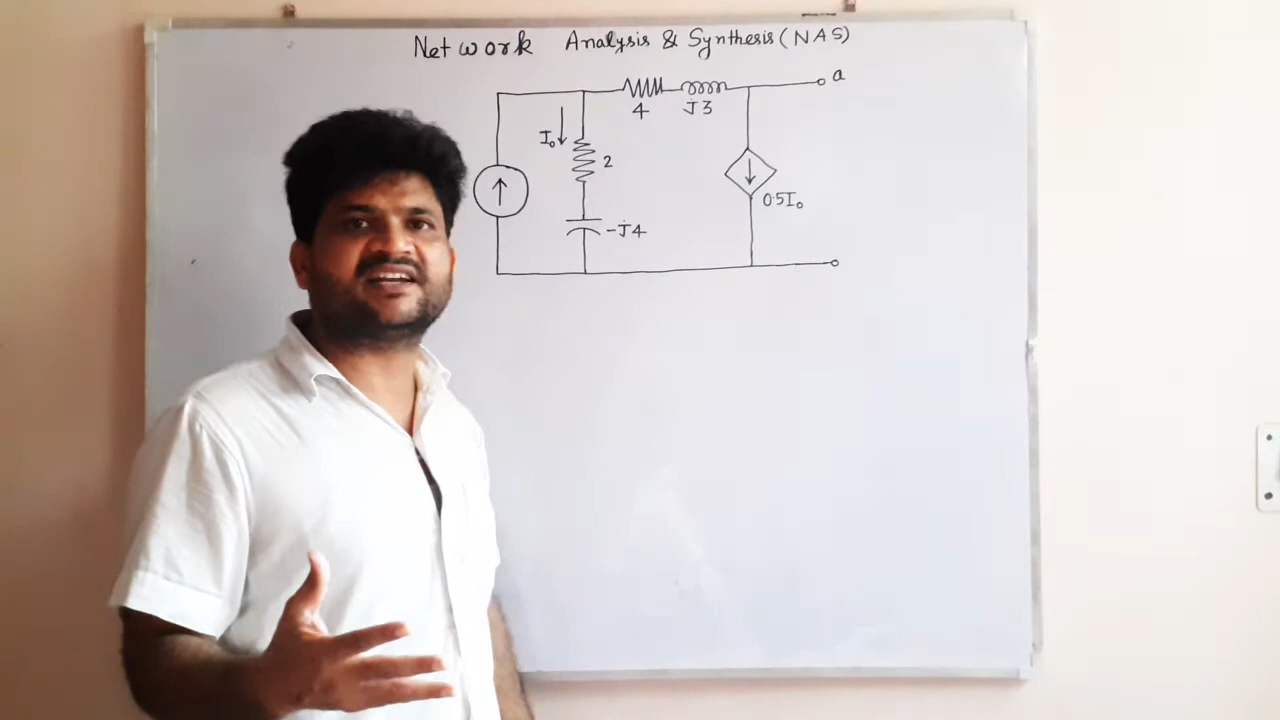 Network Analysis & Synthesis (NAS)
a
4
J3
I₀
2
0.5I₀
-j4